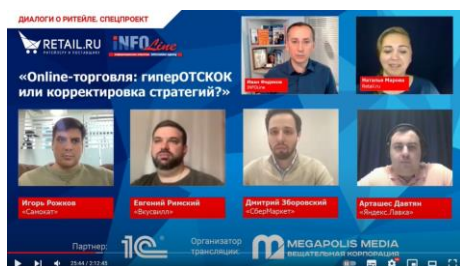 ДИАЛОГИ О РИТЕЙЛЕ. СПЕЦПРОЕКТ
RETAIL.RU
INFOLine
«Online-торговля: гиперОТСКОК
или корректировка стратегий?»
Иван Федяков
INFOLine
Наталья Марова
Retail.ru
Игорь Рожков
«Самокат»
Евгений Римский
«Вкусвилл»
Дмитрий Зборовский
«СберМаркет»
Арташес Давтян
«Яндекс.Лавка»
Партнер:
1С
Организатор
трансляции:
MEGAPOLIS MEDIA
ВЕЩАТЕЛЬНАЯ КОРПОРАЦИЯ
25:44 / 2:12:45